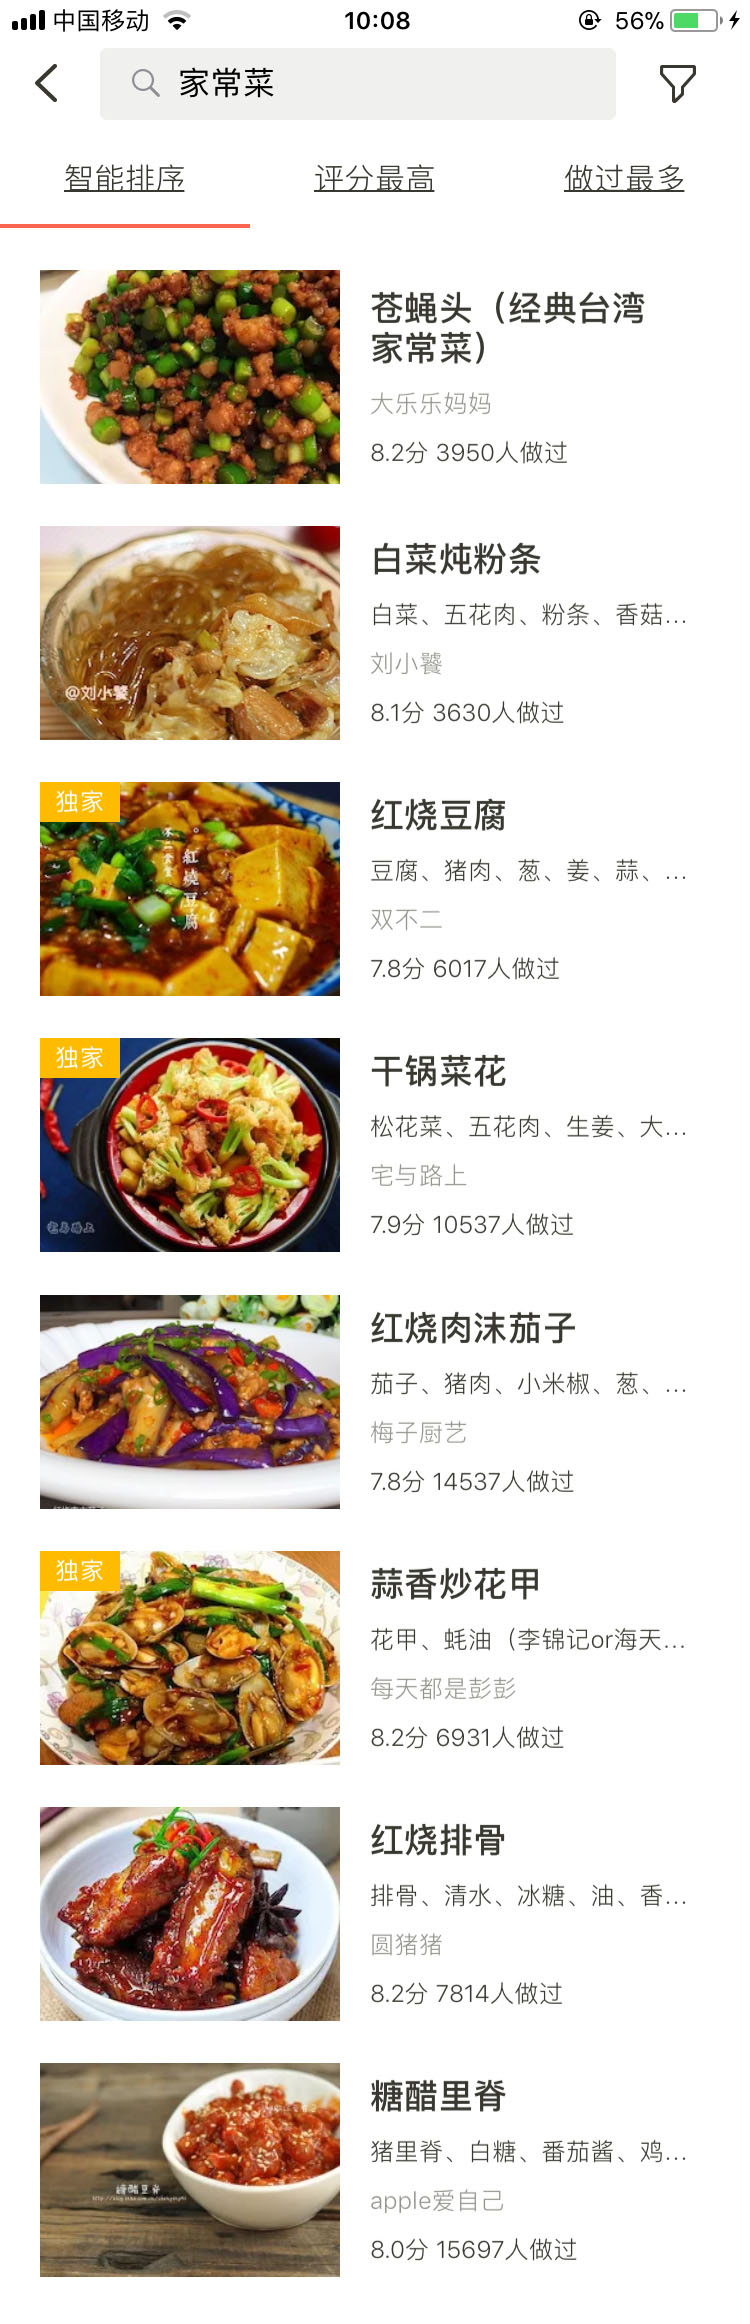 中国移动
10:08
56%
家常菜
智能排序
评分最高
做过最多
苍蝇头（经典台湾
家常菜）
大乐乐妈妈
8.2分 3950人做过
@刘小饕
白菜炖粉条
白菜、五花肉、粉条、香菇...
刘小饕
8.1分 3630人做过
独家
紅燒豆腐
红烧豆腐
豆腐、猪肉、葱、姜、蒜、...
双不二
7.8分 6017人做过
独家
宅与路上
干锅菜花
松花菜、五花肉、生姜、大...
宅与路上
7.9分 10537人做过
红烧肉沫茄子
茄子、猪肉、小米椒、葱、...
梅子厨艺
7.8分 14537人做过
独家
蒜香炒花甲
花甲、蚝油（李锦记or海天...
每天都是彭彭
8.2分 6931人做过
红烧排骨
排骨、清水、冰糖、油、香...
圆猪猪
8.2分 7814人做过
糖醋里脊
糖醋里脊
猪里脊、白糖、番茄酱、鸡...
apple爱自己
8.0分 15697人做过